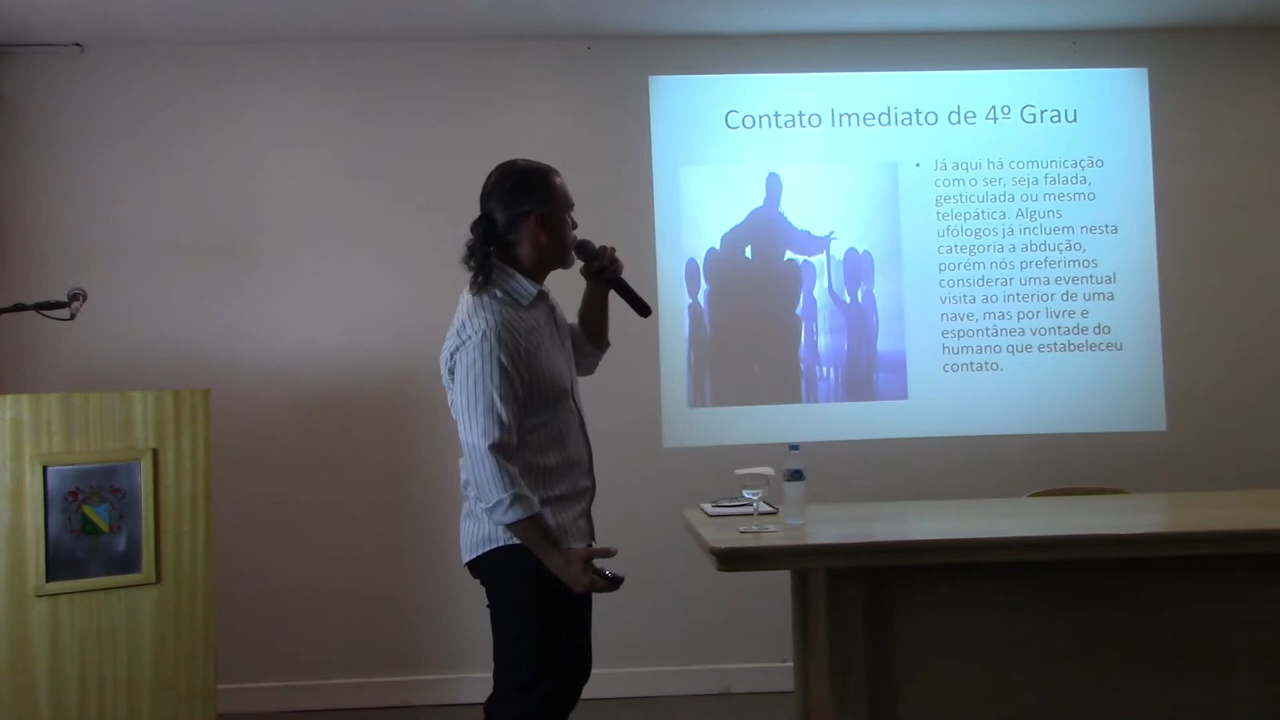 Contato Imediato de 4º Grau
• Já aqui há comunicação
com o ser, seja falada,
gesticulada ou mesmo
telepática. Alguns
ufólogos já incluem nesta
categoria a abdução,
porém nós preferimos
considerar uma eventual
visita ao interior de uma
nave, mas por livre e
espontânea vontade do
humano que estabeleceu
contato.